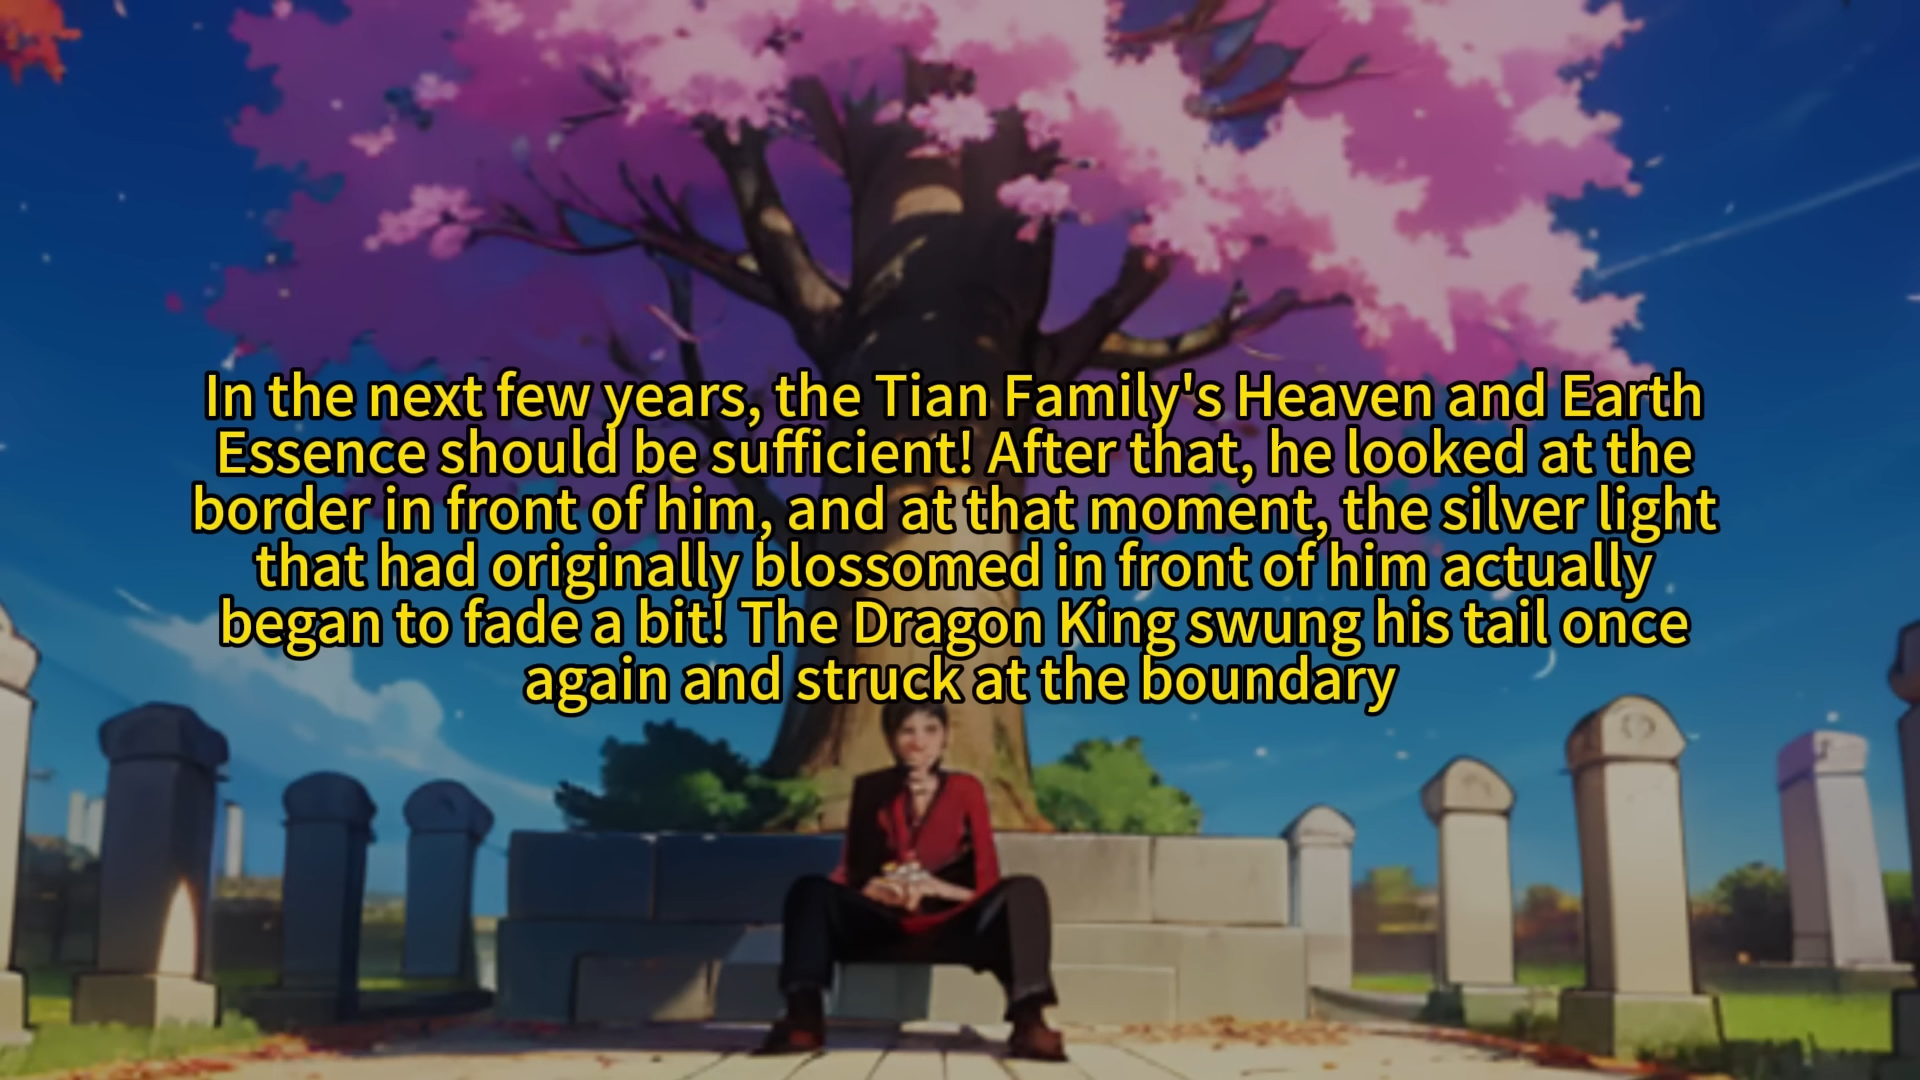 In the next few years, the Tian Family's Heaven and Earth
Essence should be sufficient! After that, he looked at the
border in front of him, and at that moment, the silver light
that had originally blossomed in front of him actually
began to fade a bit! The Dragon King swung his tail once
again and struck at the boundary